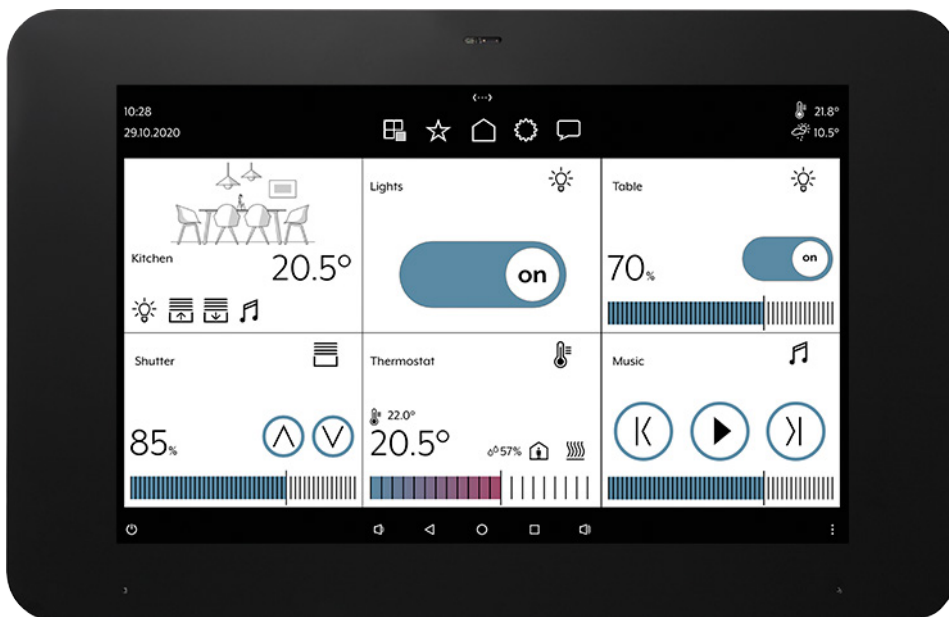 10:28
29.10.2020
21.8°
10.5°
Kitchen
20.5°
Lights
on
Table
70%
on
Shutter
85%
Thermostat
22.0°
20.5°
57%
Music